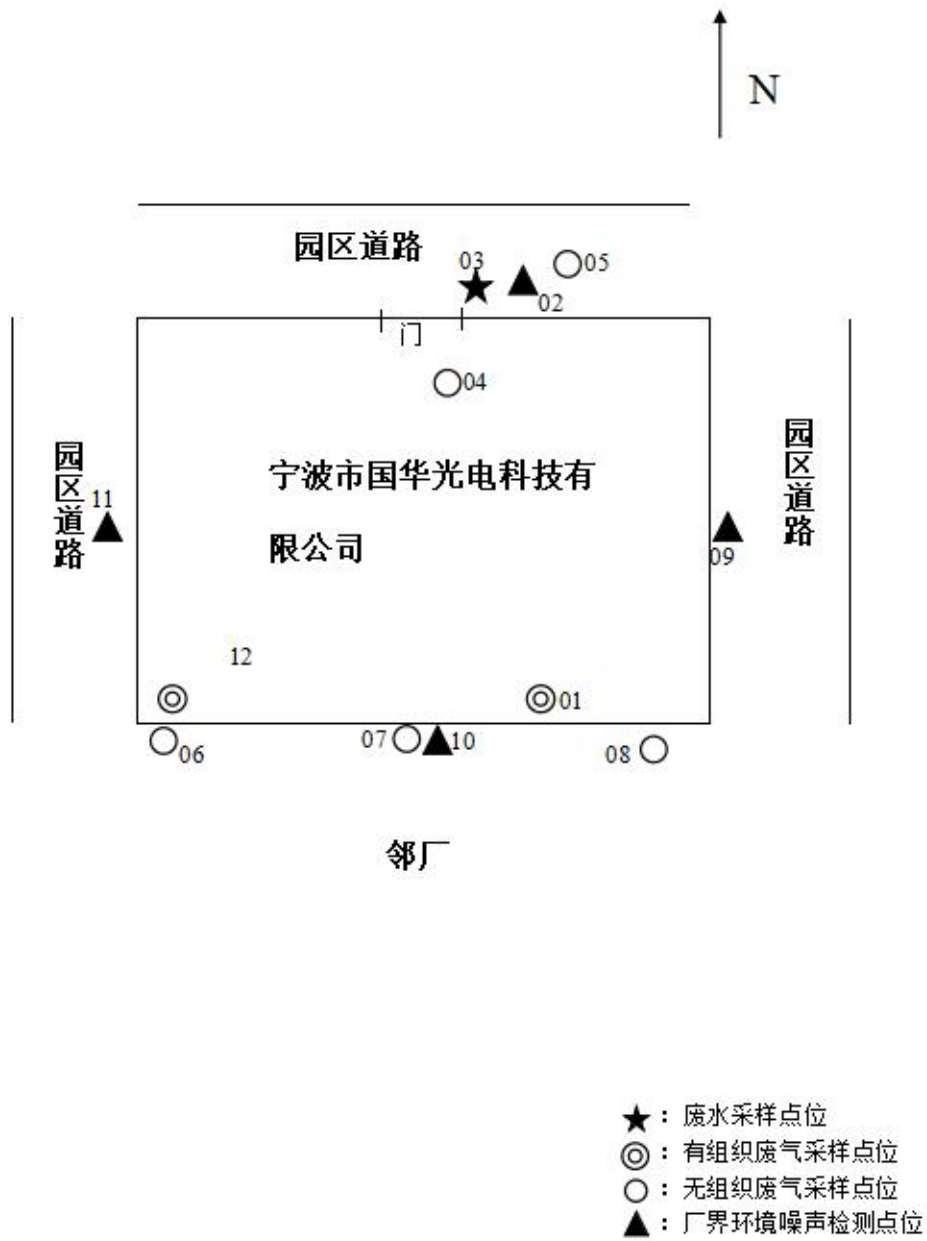 N
园区道路
03
05
02
门
04
园区道路
宁波市国华光电科技有
限公司
园区道路
11
09
12
01
06
07
10
08
邻厂
★：废水采样点位
◎：有组织废气采样点位
○：无组织废气采样点位
▲：厂界环境噪声检测点位